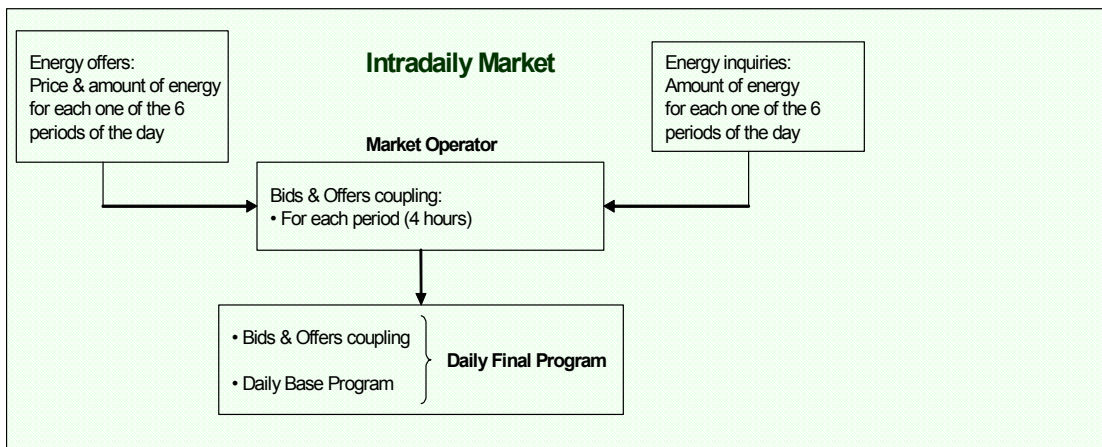 Intradaily Market
Energy offers:
Price & amount of energy
for each one of the 6
periods of the day
Energy inquiries:
Amount of energy
for each one of the 6
periods of the day
Market Operator
Bids & Offers coupling:
• For each period (4 hours)
• Bids & Offers coupling
• Daily Base Program
Daily Final Program